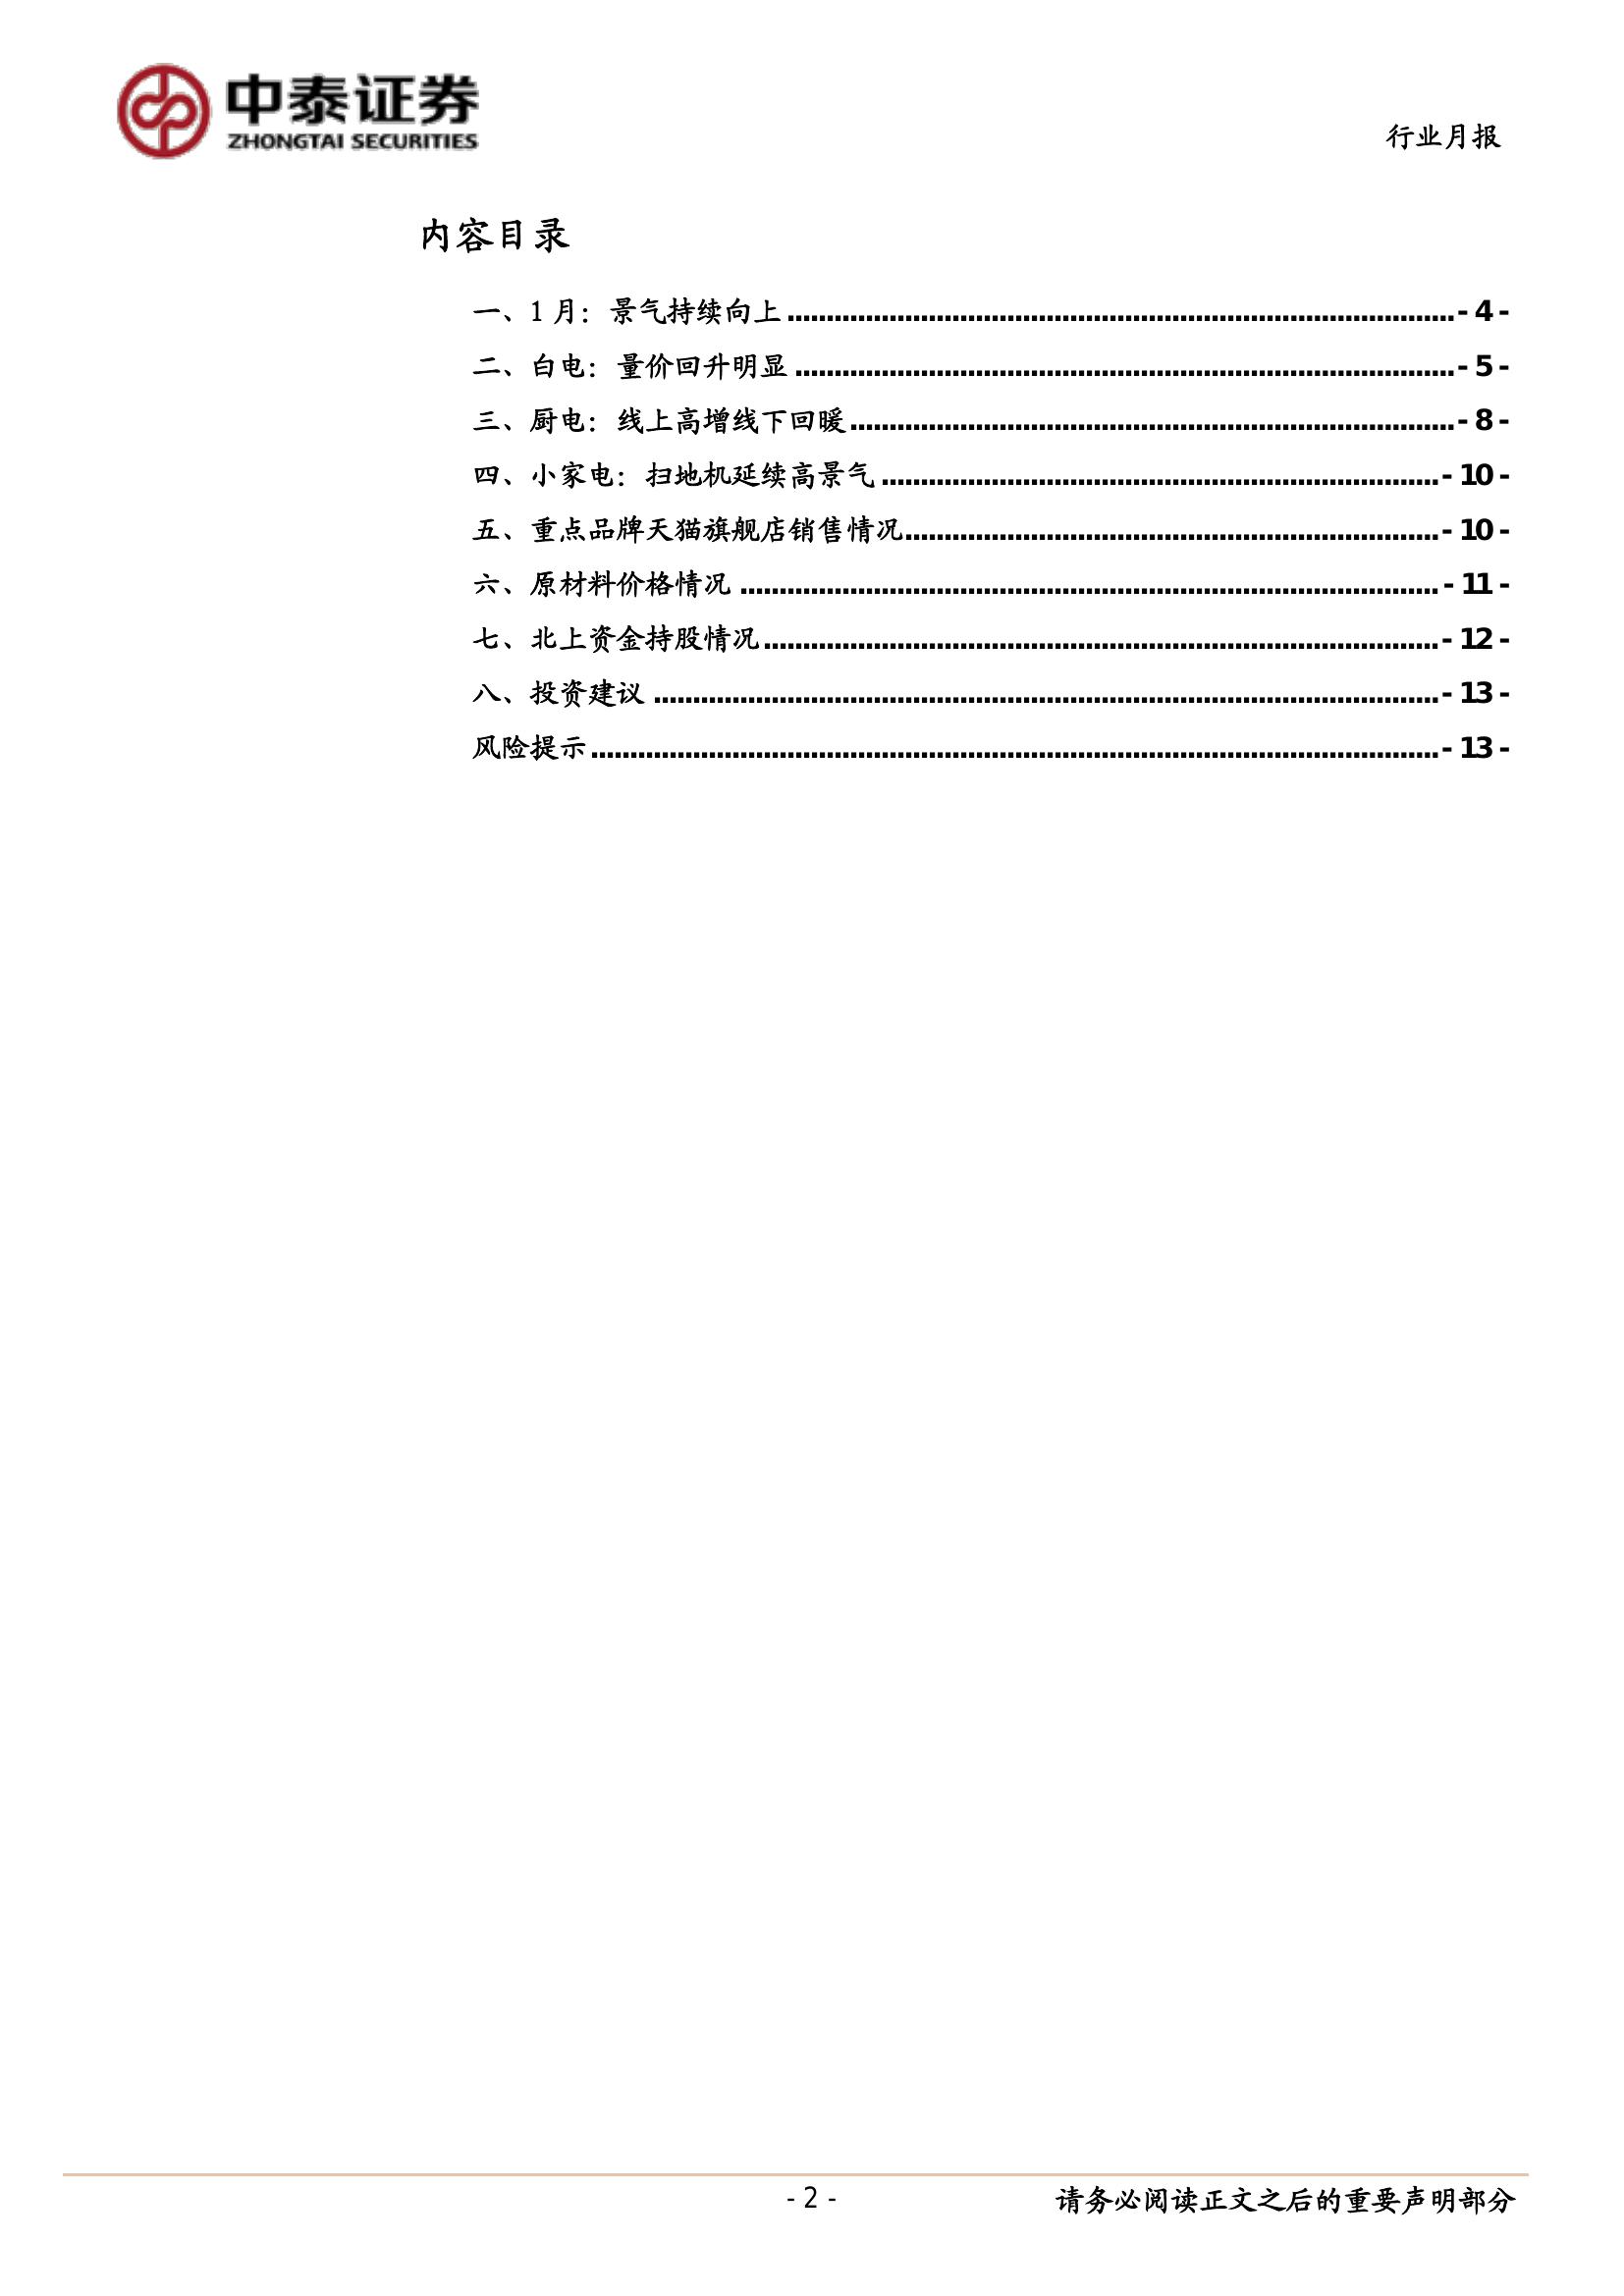 中泰证券
ZHONGTAI SECURITIES
行业月报
内容目录
一、1 月：景气持续向上 ........................................................................................ - 4 -
二、白电：量价回升明显 ....................................................................................... - 5 -
三、厨电：线上高增线下回暖................................................................................ - 8 -
四、小家电：扫地机延续高景气 .......................................................................... - 10 -
五、重点品牌天猫旗舰店销售情况....................................................................... - 10 -
六、原材料价格情况 ............................................................................................ - 11 -
七、北上资金持股情况......................................................................................... - 12 -
八、投资建议 ....................................................................................................... - 13 -
风险提示 ............................................................................................................... - 13 -
- 2 -
请务必阅读正文之后的重要声明部分